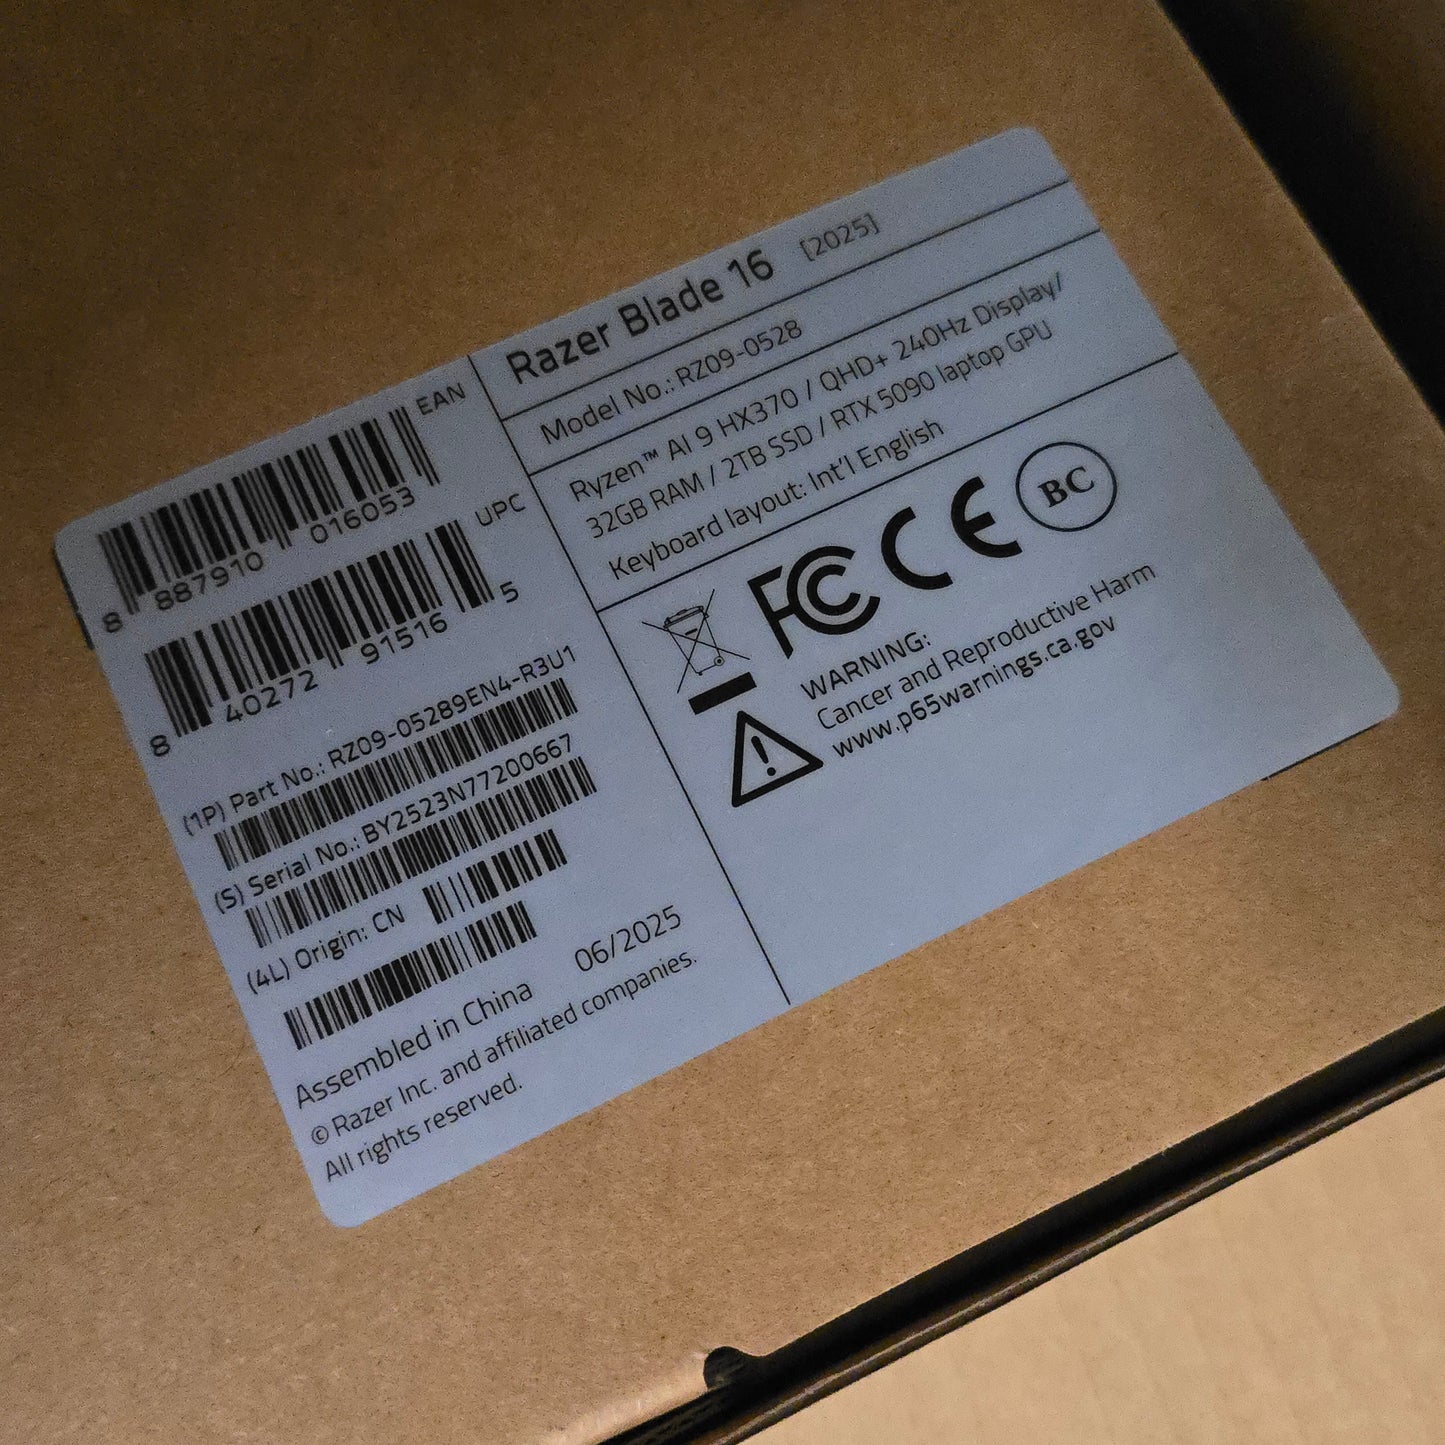 EAN
8 887910 016053
UPC
8 40272 91516 5
(1P) Part No.: RZ09-05289EN4-R3U1
(S) Serial No.: BY2523N77200667
(4L) Origin: CN
Assembled in China 06/2025
© Razer Inc. and affiliated companies.
All rights reserved.
Razer Blade 16 [2025]
Model No.: RZ09-0528
Ryzen™ AI 9 HX370 / QHD+ 240Hz Display/
32GB RAM / 2TB SSD / RTX 5090 laptop GPU
Keyboard layout: Int'l English
FC CE BC
WARNING:
Cancer and Reproductive Harm
www.p65warnings.ca.gov